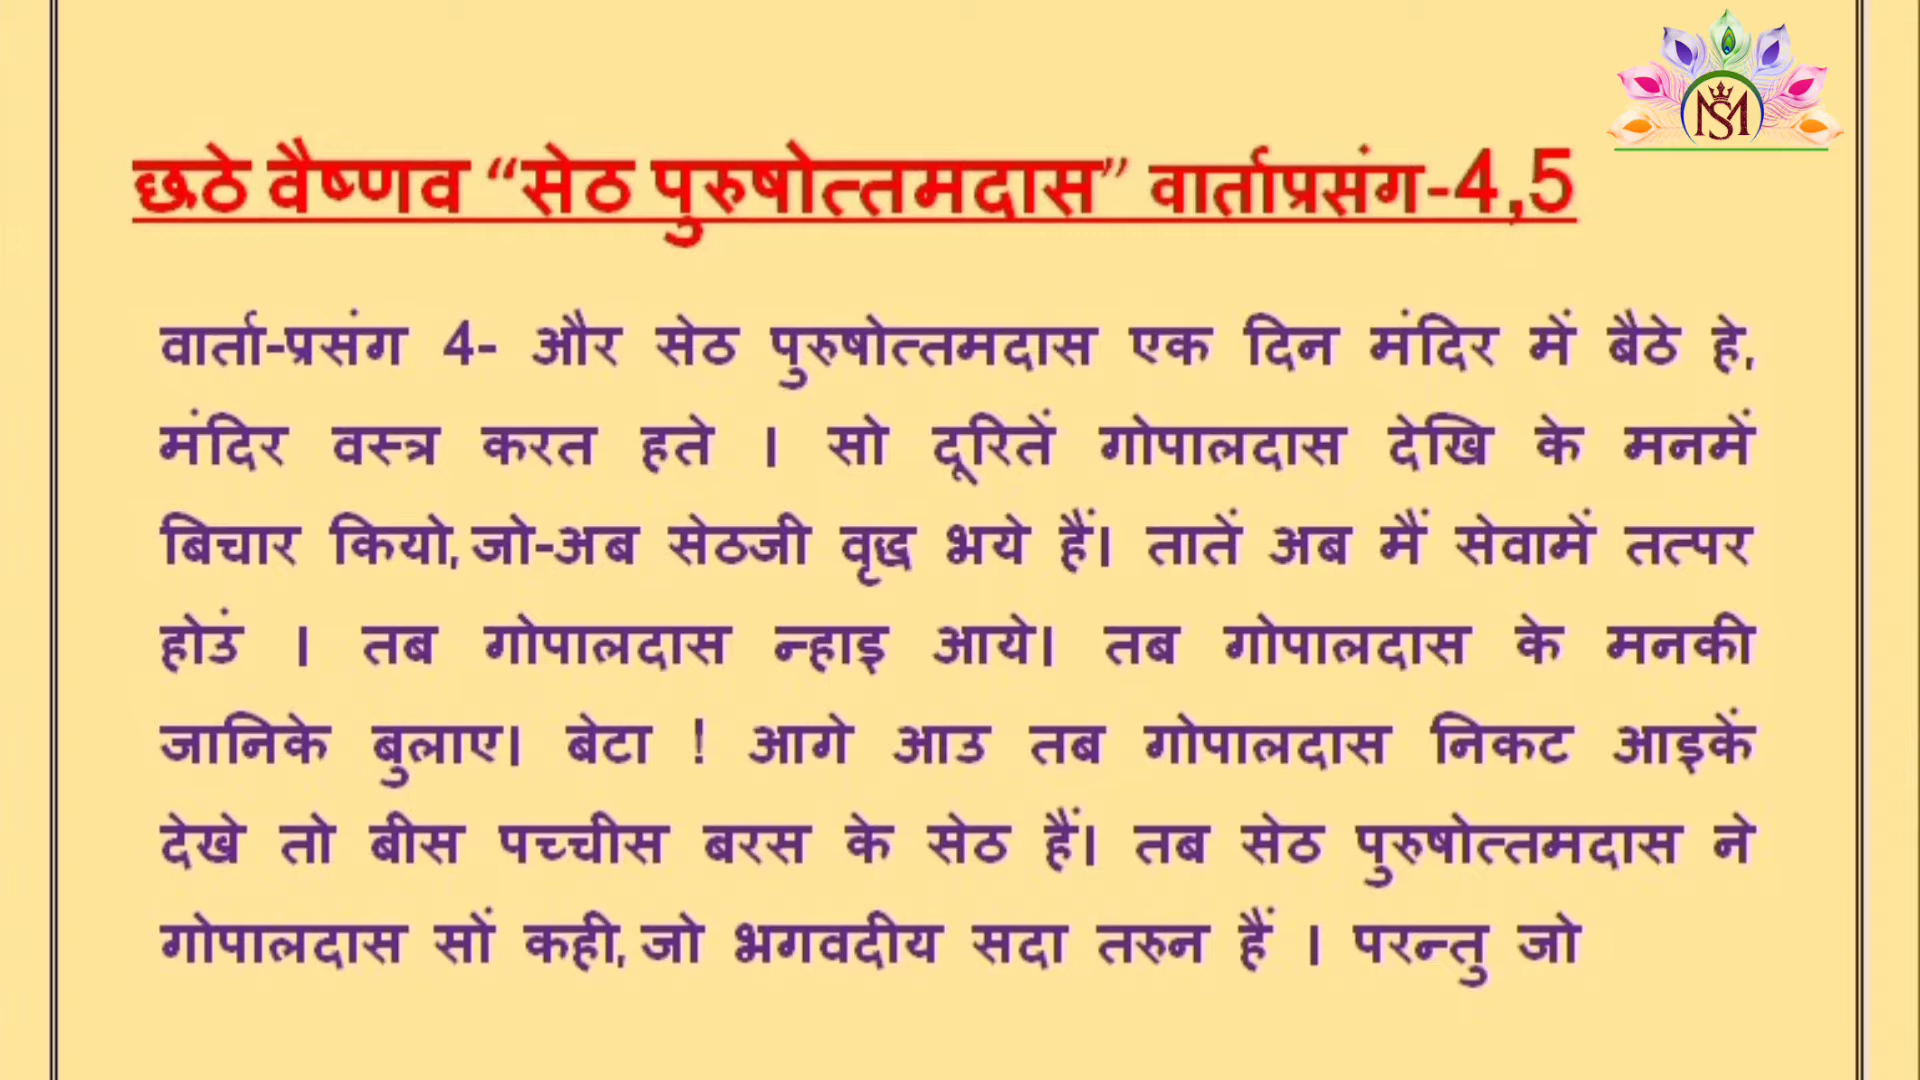 छठे वैष्णव “सेठ पुरुषोत्तमदास” वार्ताप्रसंग-4,5
वार्ता-प्रसंग 4- और सेठ पुरुषोत्तमदास एक दिन मंदिर में बैठे हे,
मंदिर वस्त्र करत हते । सो दूरितें गोपालदास देखि के मनमें
बिचार कियो, जो-अब सेठजी वृद्ध भये हैं। तातें अब मैं सेवामें तत्पर
होउं । तब गोपालदास न्हाइ आये। तब गोपालदास के मनकी
जानिके बुलाए। बेटा ! आगे आउ तब गोपालदास निकट आइकें
देखे तो बीस पच्चीस बरस के सेठ हैं। तब सेठ पुरुषोत्तमदास ने
गोपालदास सों कही, जो भगवदीय सदा तरुन हैं । परन्तु जो